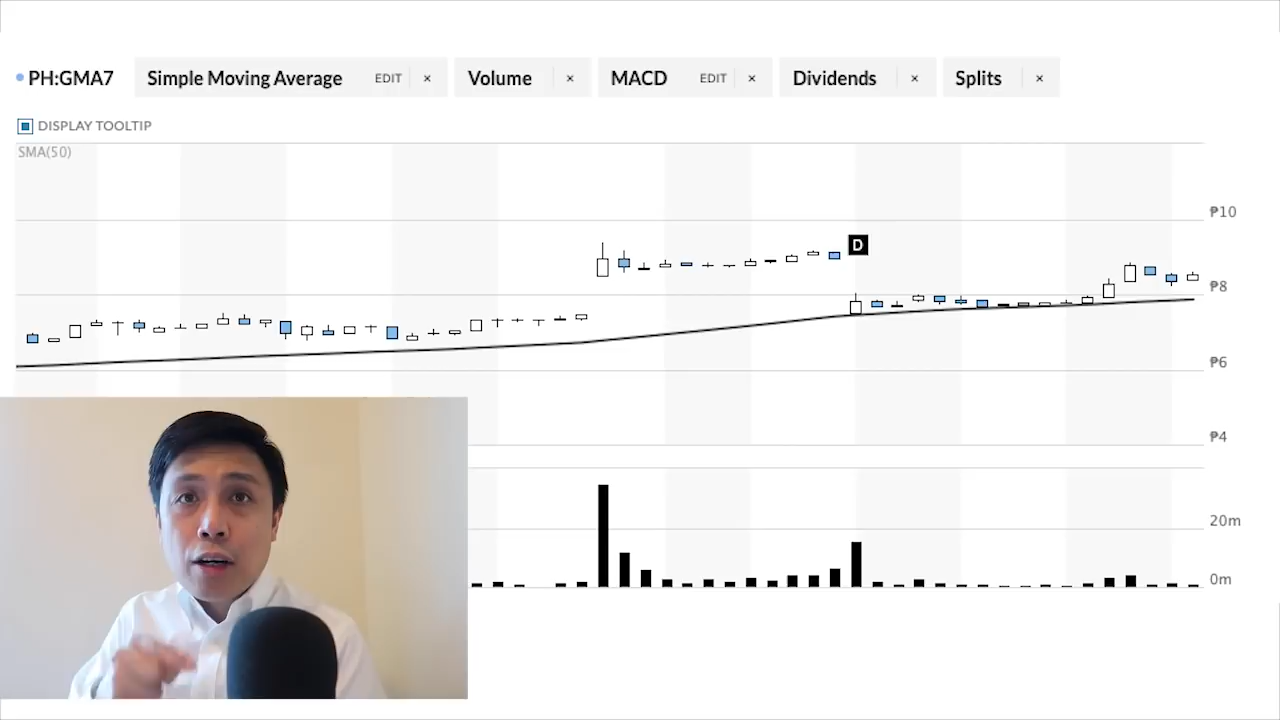 PH:GMA7 Simple Moving Average EDIT × Volume × MACD EDIT × Dividends × Splits ×
DISPLAY TOOLTIP
SMA(50)
₱10
D
₱8
₱6
₱4
20m
0m